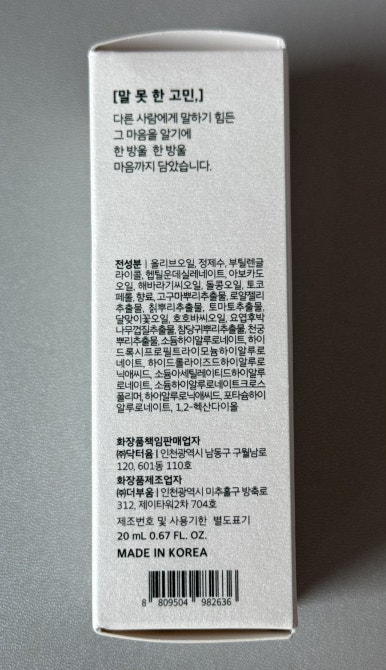 [말 못 한 고민,]
다른 사람에게 말하기 힘든
그 마음을 알기에
한 방울 한 방울
마음까지 담았습니다.
전성분 | 올리브오일, 정제수, 부틸렌글
라이콜, 헵틸운데실레네이트, 아보카도
오일, 해바라기씨오일, 돌콩오일, 토코
페롤, 향료, 고구마뿌리추출물, 로얄젤리
추출물, 칡뿌리추출물, 토마토추출물,
달맞이꽃오일, 호호바씨오일, 요엽후박
나무껍질추출물, 참당귀뿌리추출물, 천궁
뿌리추출물, 소듐하이알루로네이트, 하이
드록시프로필트라이모늄하이알루로
네이트, 하이드롤라이즈드하이알루로
닉애씨드, 소듐아세틸레이티드하이알루
로네이트, 소듐하이알루로네이트크로스
폴리머, 하이알루로닉애씨드, 포타슘하이
알루로네이트, 1,2-헥산다이올
화장품책임판매업자
㈜닥터움 | 인천광역시 남동구 구월남로
120, 601동 110호
화장품제조업자
㈜더부움 | 인천광역시 미추홀구 방축로
312, 제이타워2차 704호
제조번호 및 사용기한 별도표기
20 mL 0.67 FL. OZ.
MADE IN KOREA
8 809504 982636